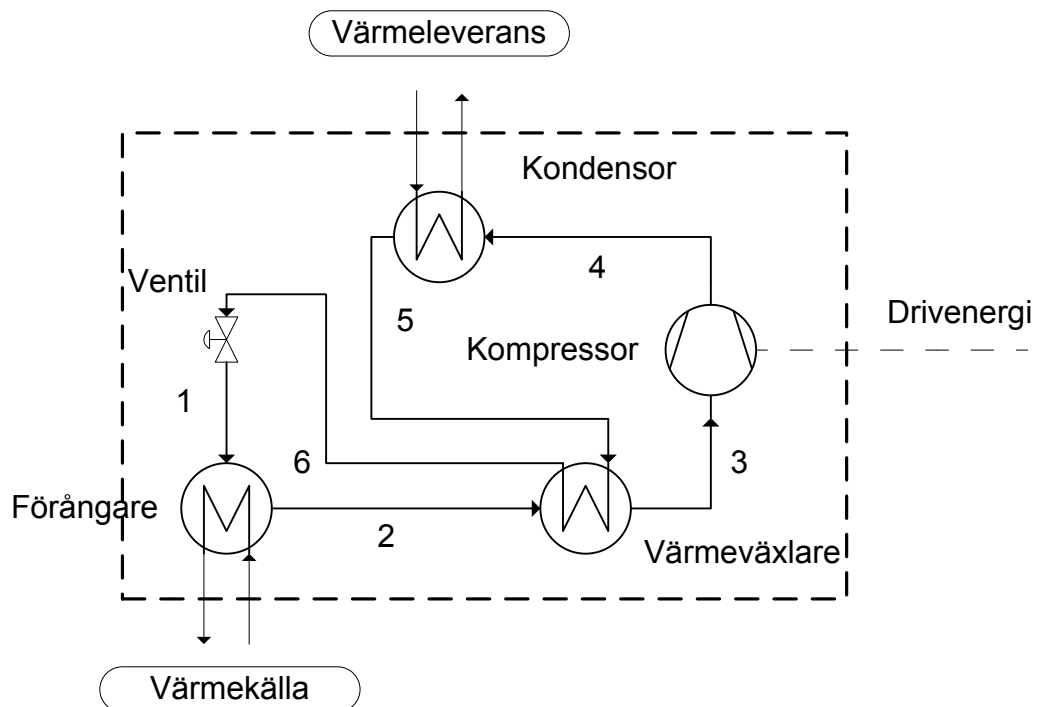 Värmeleverans
Kondensor
4
Ventil
5
Kompressor
Drivenergi
1
6
3
Förångare
2
Värmeväxlare
Värmekälla